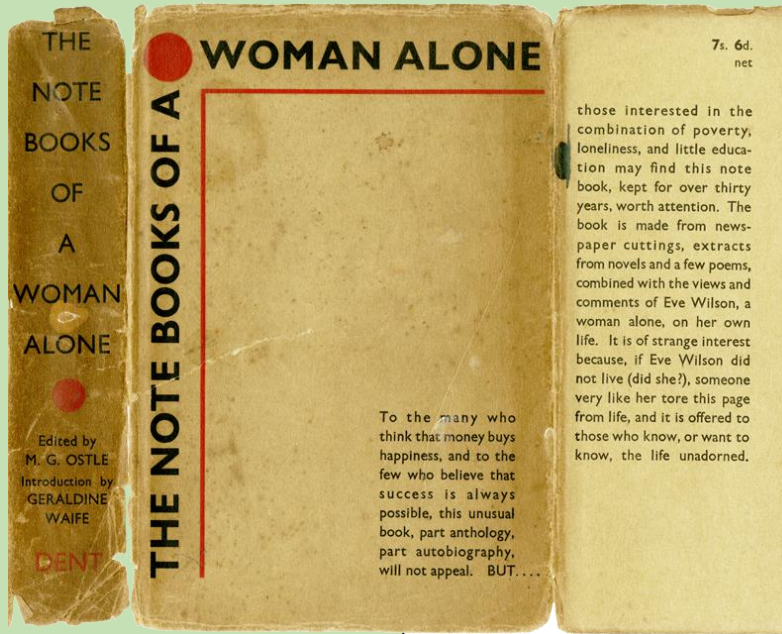 THE
NOTE
BOOKS
OF
A
WOMAN
ALONE
Edited by
M. G. OSTLE
Introduction by
GERALDINE
WAIFE
DENT
THE NOTE BOOKS OF A
WOMAN ALONE
To the many who
think that money buys
happiness, and to the
few who believe that
success is always
possible, this unusual
book, part anthology,
part autobiography,
will not appeal. BUT....
7s. 6d.
net
those interested in the
combination of poverty,
loneliness, and little educa-
tion may find this note
book, kept for over thirty
years, worth attention. The
book is made from news-
paper cuttings, extracts
from novels and a few poems,
combined with the views and
comments of Eve Wilson, a
woman alone, on her own
life. It is of strange interest
because, if Eve Wilson did
not live (did she?), someone
very like her tore this page
from life, and it is offered to
those who know, or want to
know, the life unadorned.